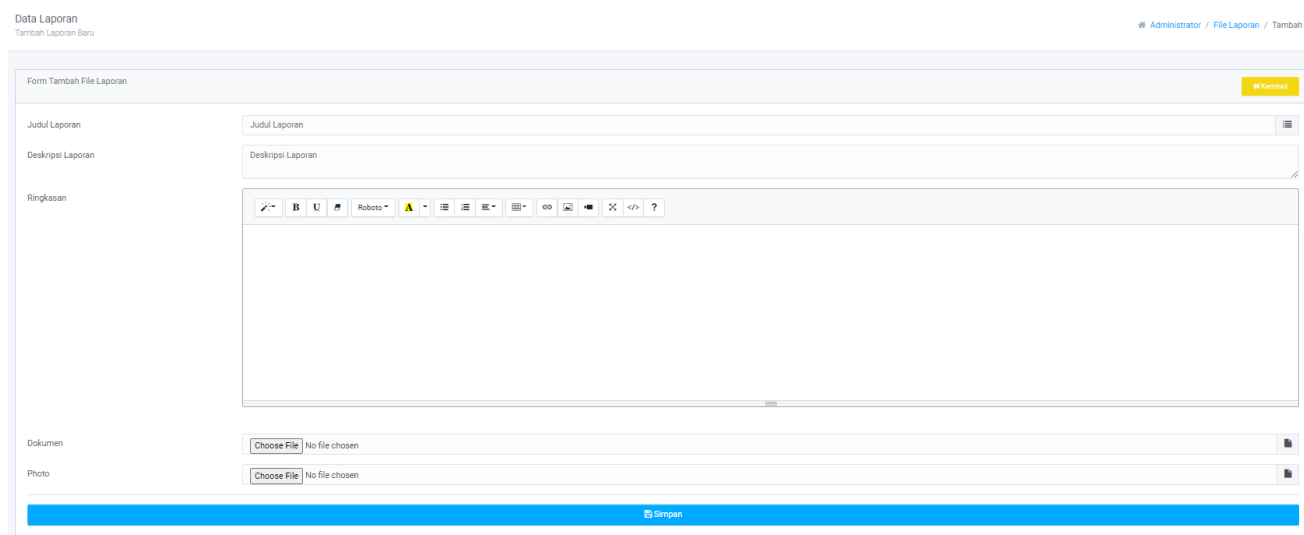 Data Laporan
Tambah Laporan Baru
Administrator / File Laporan / Tambah
Form Tambah File Laporan
Kembali
Judul Laporan
Judul Laporan
Deskripsi Laporan
Deskripsi Laporan
Ringkasan
B U Roboto A </> ?
Dokumen
Choose File No file chosen
Photo
Choose File No file chosen
Simpan